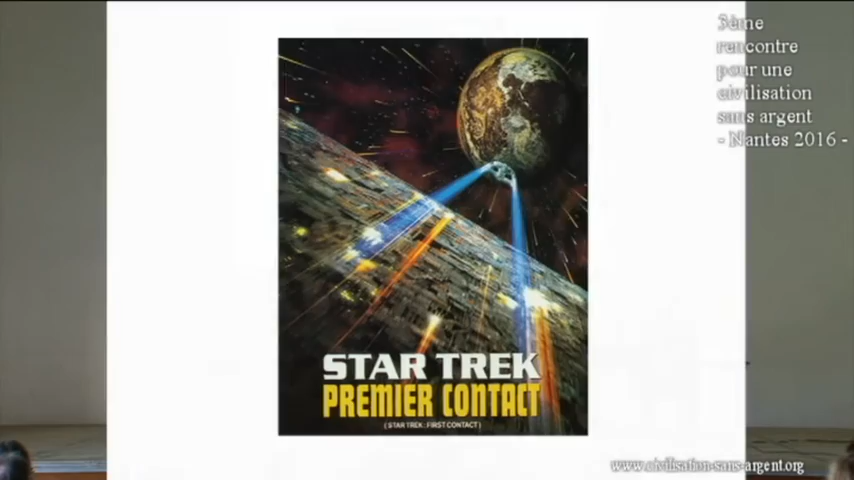 3ème
rencontre
pour une
civilisation
sans argent
- Nantes 2016 -
STAR TREK
PREMIER CONTACT
( STAR TREK : FIRST CONTACT )
www.civilisation-sans-argent.org